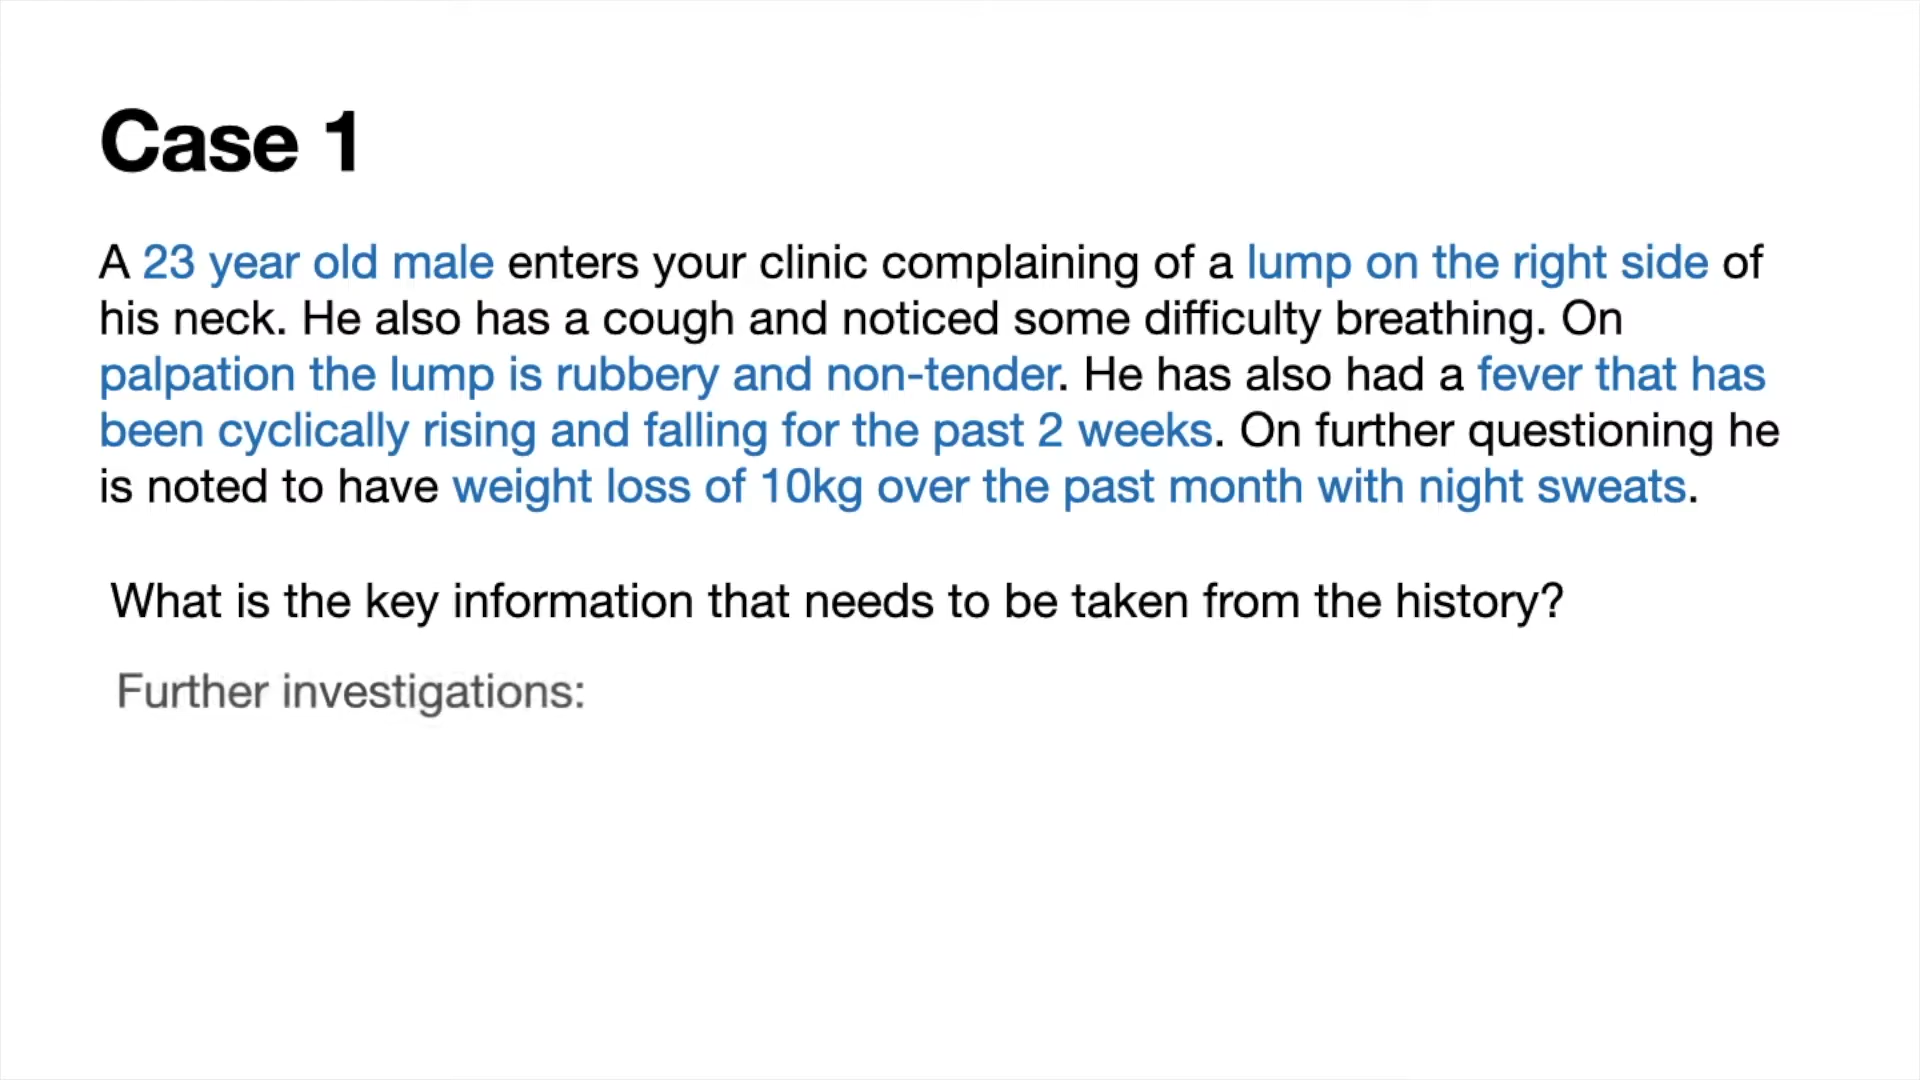 Case 1
A 23 year old male enters your clinic complaining of a lump on the right side of
his neck. He also has a cough and noticed some difficulty breathing. On
palpation the lump is rubbery and non-tender. He has also had a fever that has
been cyclically rising and falling for the past 2 weeks. On further questioning he
is noted to have weight loss of 10kg over the past month with night sweats.
What is the key information that needs to be taken from the history?
Further investigations: